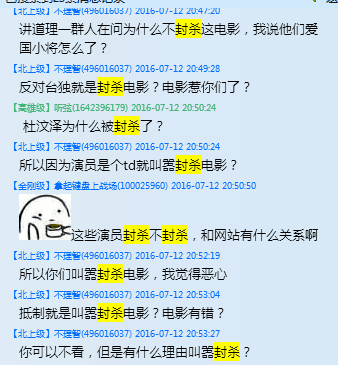 【北上级】不理智(496016037) 2016-07-12 20:47:20
讲道理一群人在问为什么不封杀这电影，我说他们爱
国小将怎么了？
【北上级】不理智(496016037) 2016-07-12 20:49:28
反对台独就是封杀电影？电影惹你们了？
【高雄级】听弦(1642396179) 2016-07-12 20:50:24
杜汶泽为什么被封杀了？
【北上级】不理智(496016037) 2016-07-12 20:50:24
所以因为演员是个td就叫嚣封杀电影？
【金刚级】拿起键盘上战场(100025960) 2016-07-12 20:50:50
这些演员封杀不封杀，和网站有什么关系啊
【北上级】不理智(496016037) 2016-07-12 20:52:19
所以你们叫嚣封杀电影，我觉得恶心
【北上级】不理智(496016037) 2016-07-12 20:53:04
抵制就是叫嚣封杀电影？电影有错？
【北上级】不理智(496016037) 2016-07-12 20:53:27
你可以不看，但是有什么理由叫嚣封杀？